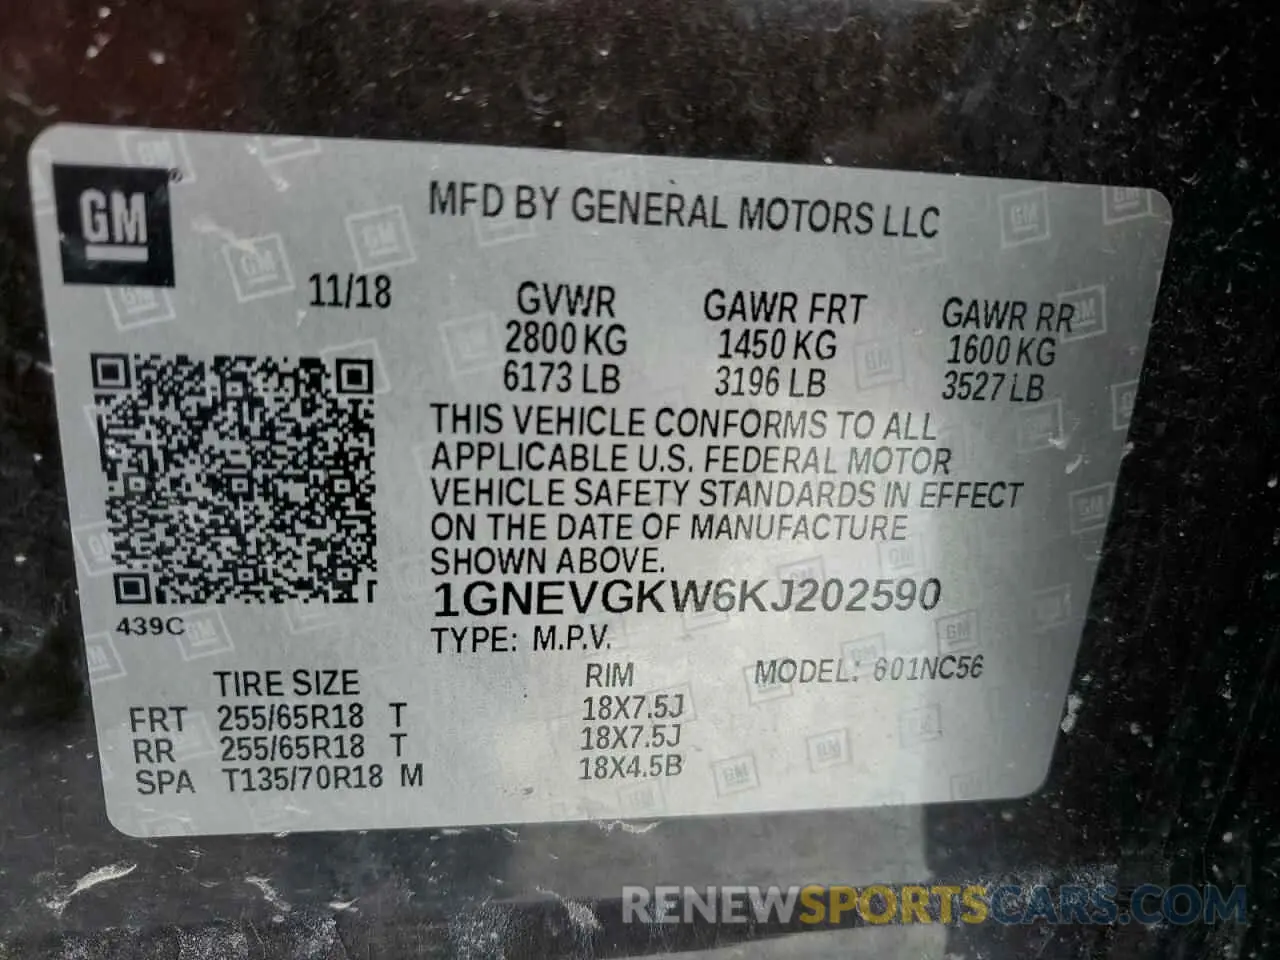 GM
MFD BY GENERAL MOTORS LLC
11/18
GVWR GAWR FRT GAWR RR
2800 KG 1450 KG 1600 KG
6173 LB 3196 LB 3527 LB
THIS VEHICLE CONFORMS TO ALL
APPLICABLE U.S. FEDERAL MOTOR
VEHICLE SAFETY STANDARDS IN EFFECT
ON THE DATE OF MANUFACTURE
SHOWN ABOVE.
1GNEVGKW6KJ202590
439C
TYPE: M.P.V.
TIRE SIZE RIM MODEL: 601NC56
FRT 255/65R18 T 18X7.5J
RR 255/65R18 T 18X7.5J
SPA T135/70R18 M 18X4.5B
RENEWSPORTSCARS.COM